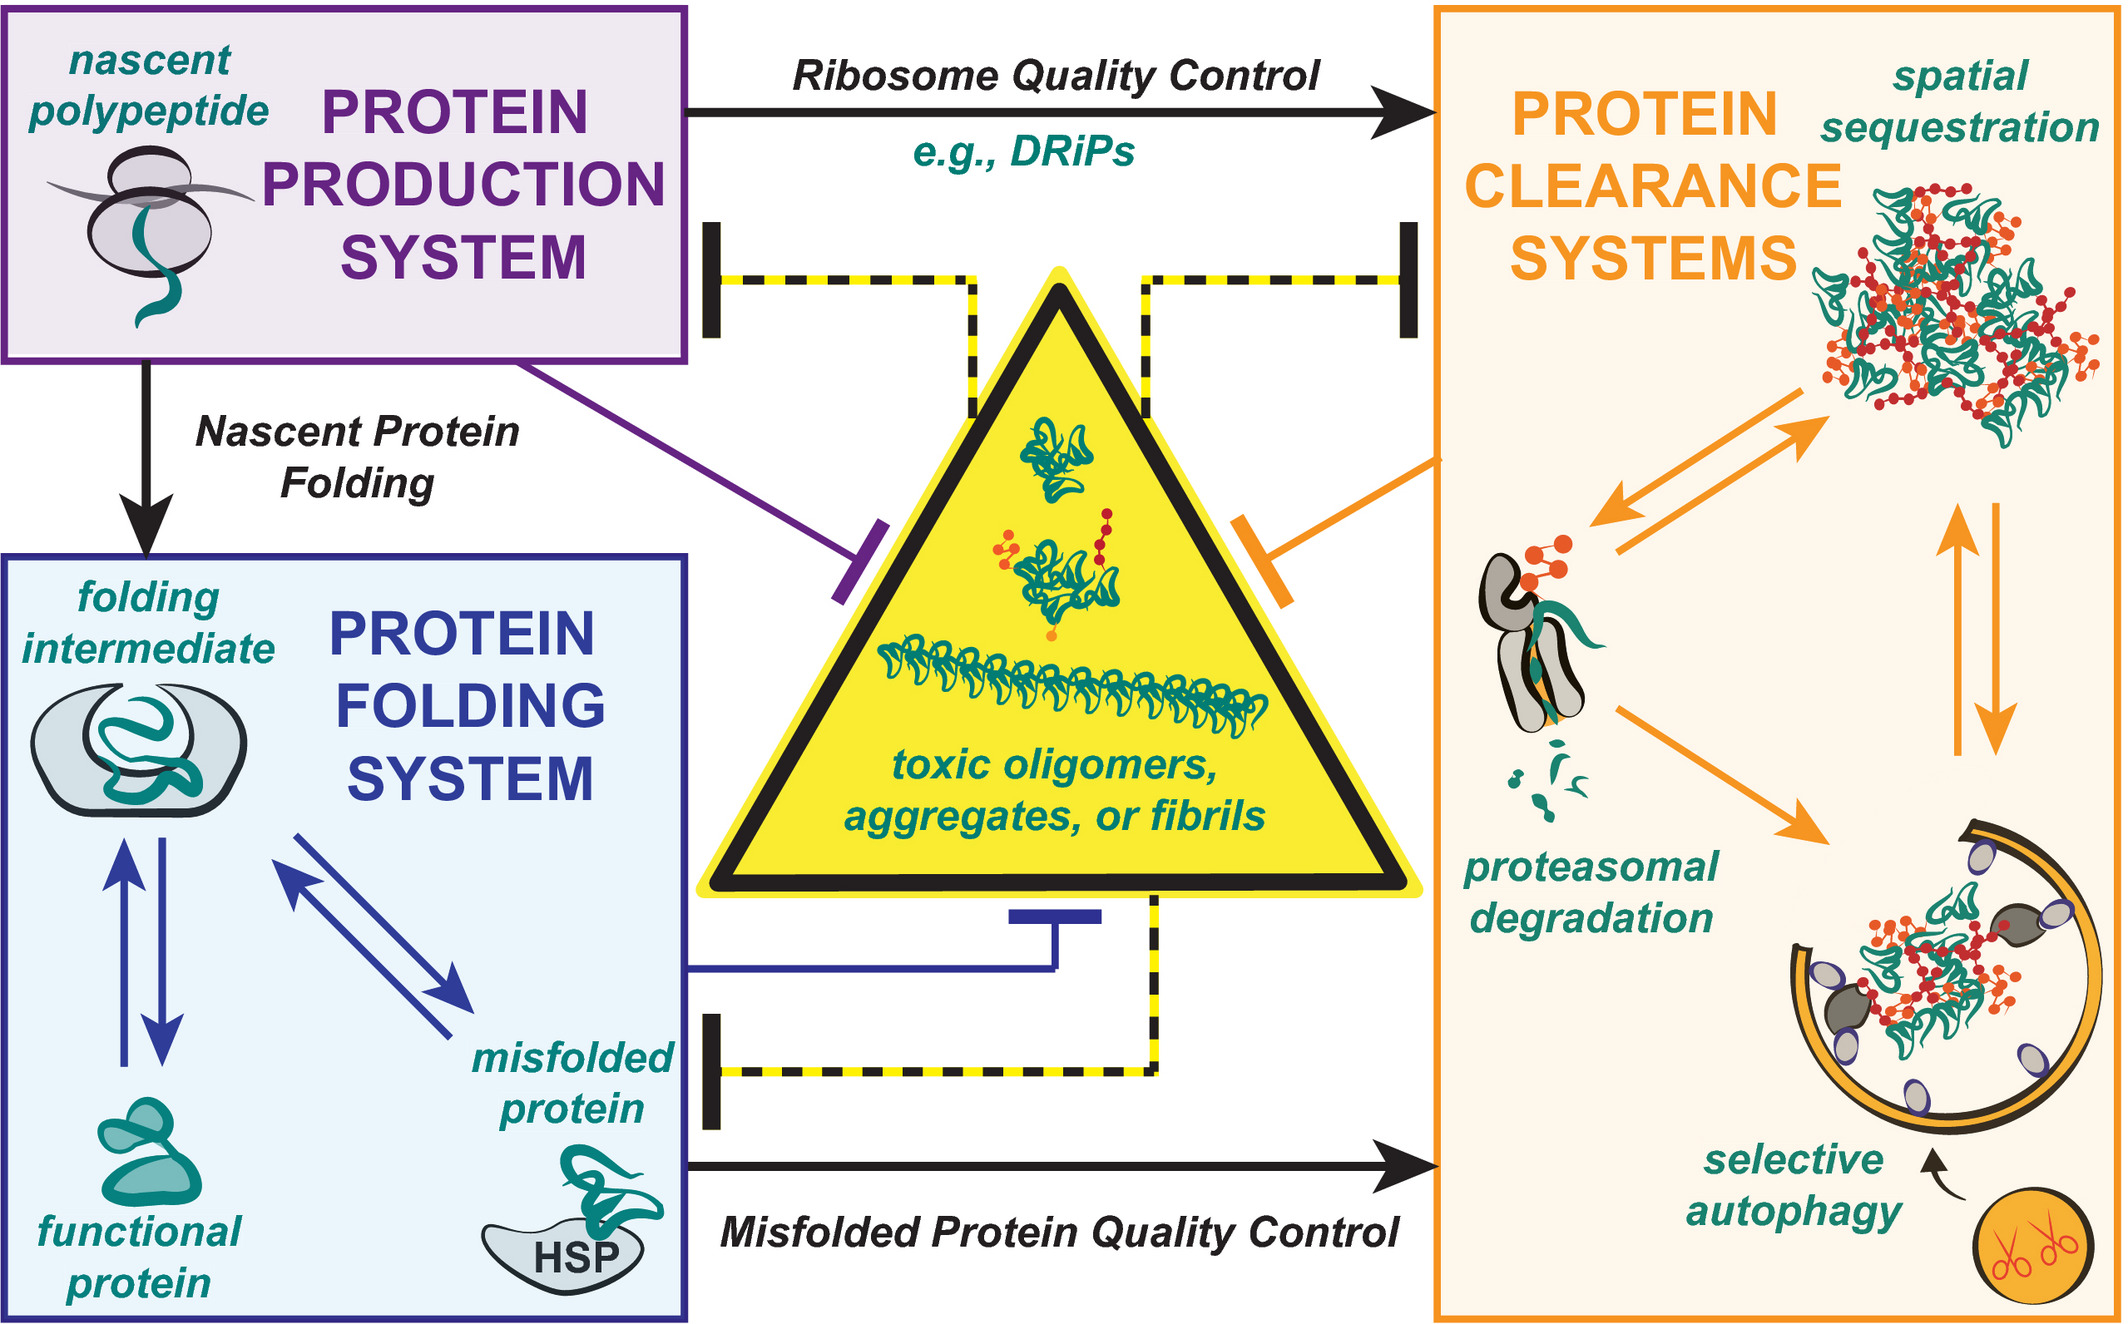 nascent
polypeptide
PROTEIN
PRODUCTION
SYSTEM
Ribosome Quality Control
e.g., DRiPs
PROTEIN
CLEARANCE
SYSTEMS
spatial
sequestration
Nascent Protein
Folding
folding
intermediate
PROTEIN
FOLDING
SYSTEM
toxic oligomers,
aggregates, or fibrils
proteasomal
degradation
misfolded
protein
HSP
functional
protein
Misfolded Protein Quality Control
selective
autophagy